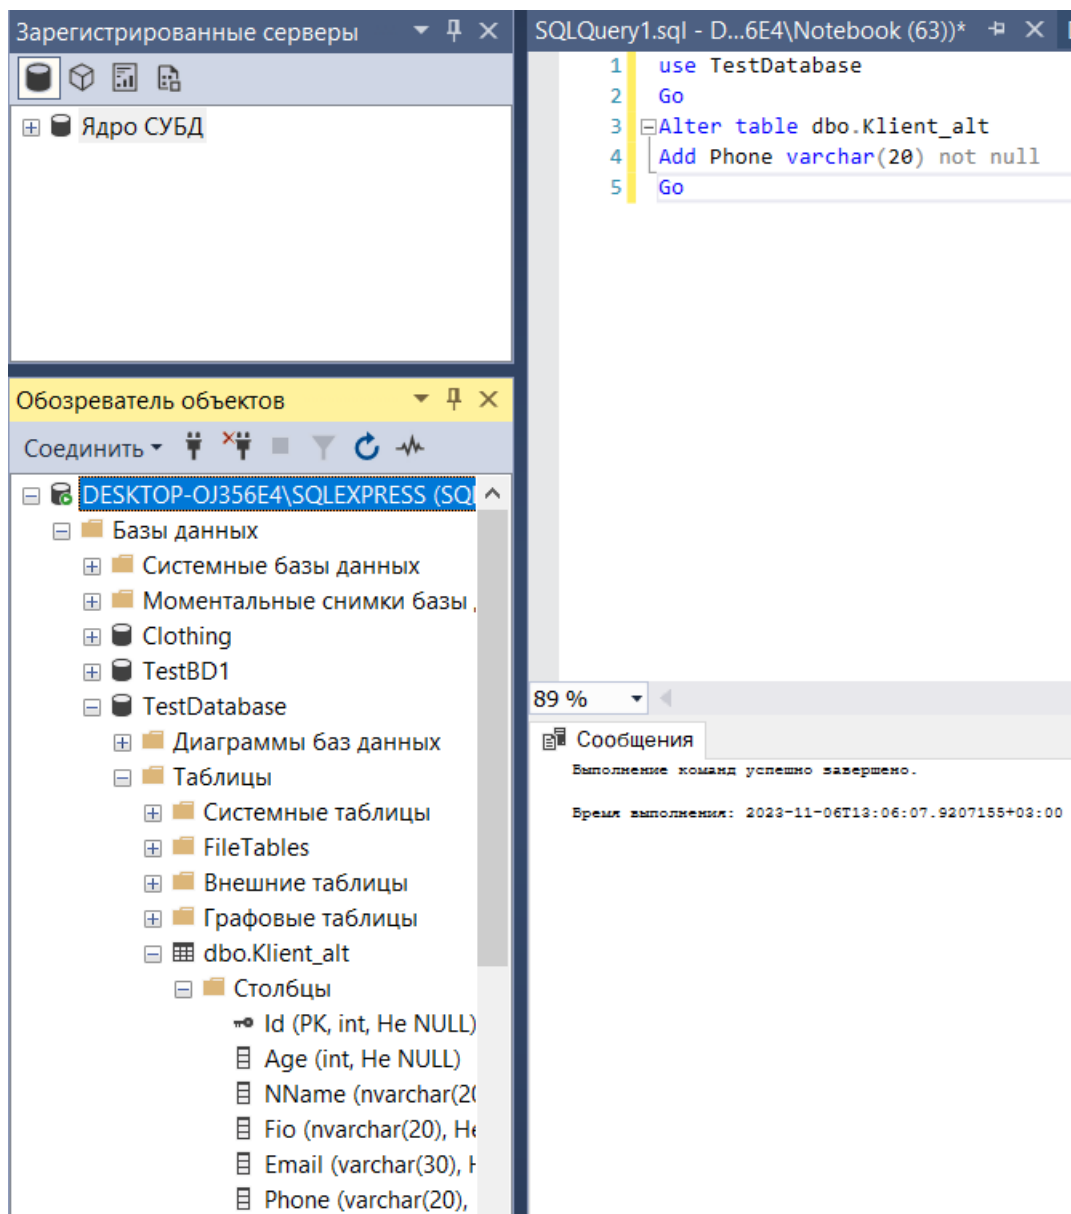 Зарегистрированные серверы
Ядро СУБД
Обозреватель объектов
Соединить
DESKTOP-OJ356E4\SQLEXPRESS (SQL
Базы данных
Системные базы данных
Моментальные снимки базы
Clothing
TestBD1
TestDatabase
Диаграммы баз данных
Таблицы
Системные таблицы
FileTables
Внешние таблицы
Графовые таблицы
dbo.Klient_alt
Столбцы
Id (PK, int, Не NULL)
Age (int, Не NULL)
NName (nvarchar(20
Fio (nvarchar(20), Не
Email (varchar(30), Н
Phone (varchar(20),
SQLQuery1.sql - D...6E4\Notebook (63))*
1 use TestDatabase
2 Go
3 Alter table dbo.Klient_alt
4 Add Phone varchar(20) not null
5 Go
89 %
Сообщения
Выполнение команд успешно завершено.
Время выполнения: 2023-11-06T13:06:07.9207155+03:00